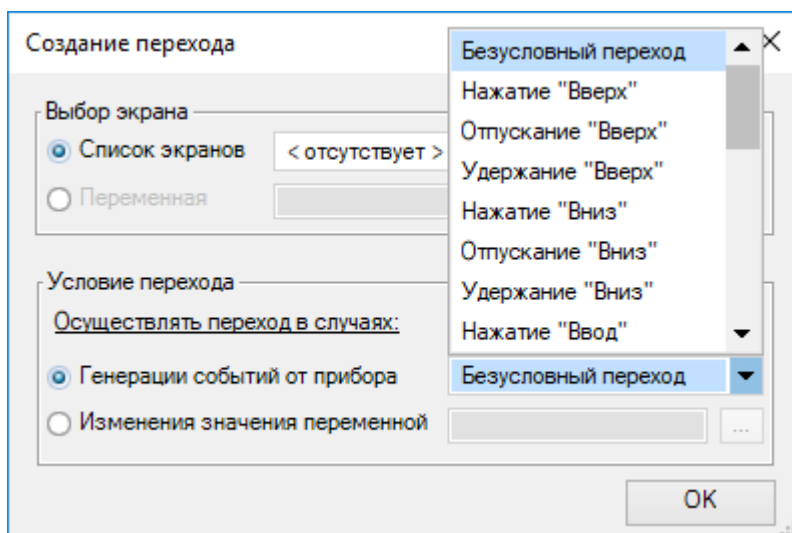 Создание перехода
Выбор экрана
Список экранов
< отсутствует >
Переменная
Безусловный переход
Нажатие "Вверх"
Отпускание "Вверх"
Удержание "Вверх"
Нажатие "Вниз"
Отпускание "Вниз"
Удержание "Вниз"
Нажатие "Ввод"
Условие перехода
Осуществлять переход в случаях:
Генерации событий от прибора
Безусловный переход
Изменения значения переменной
...
OK